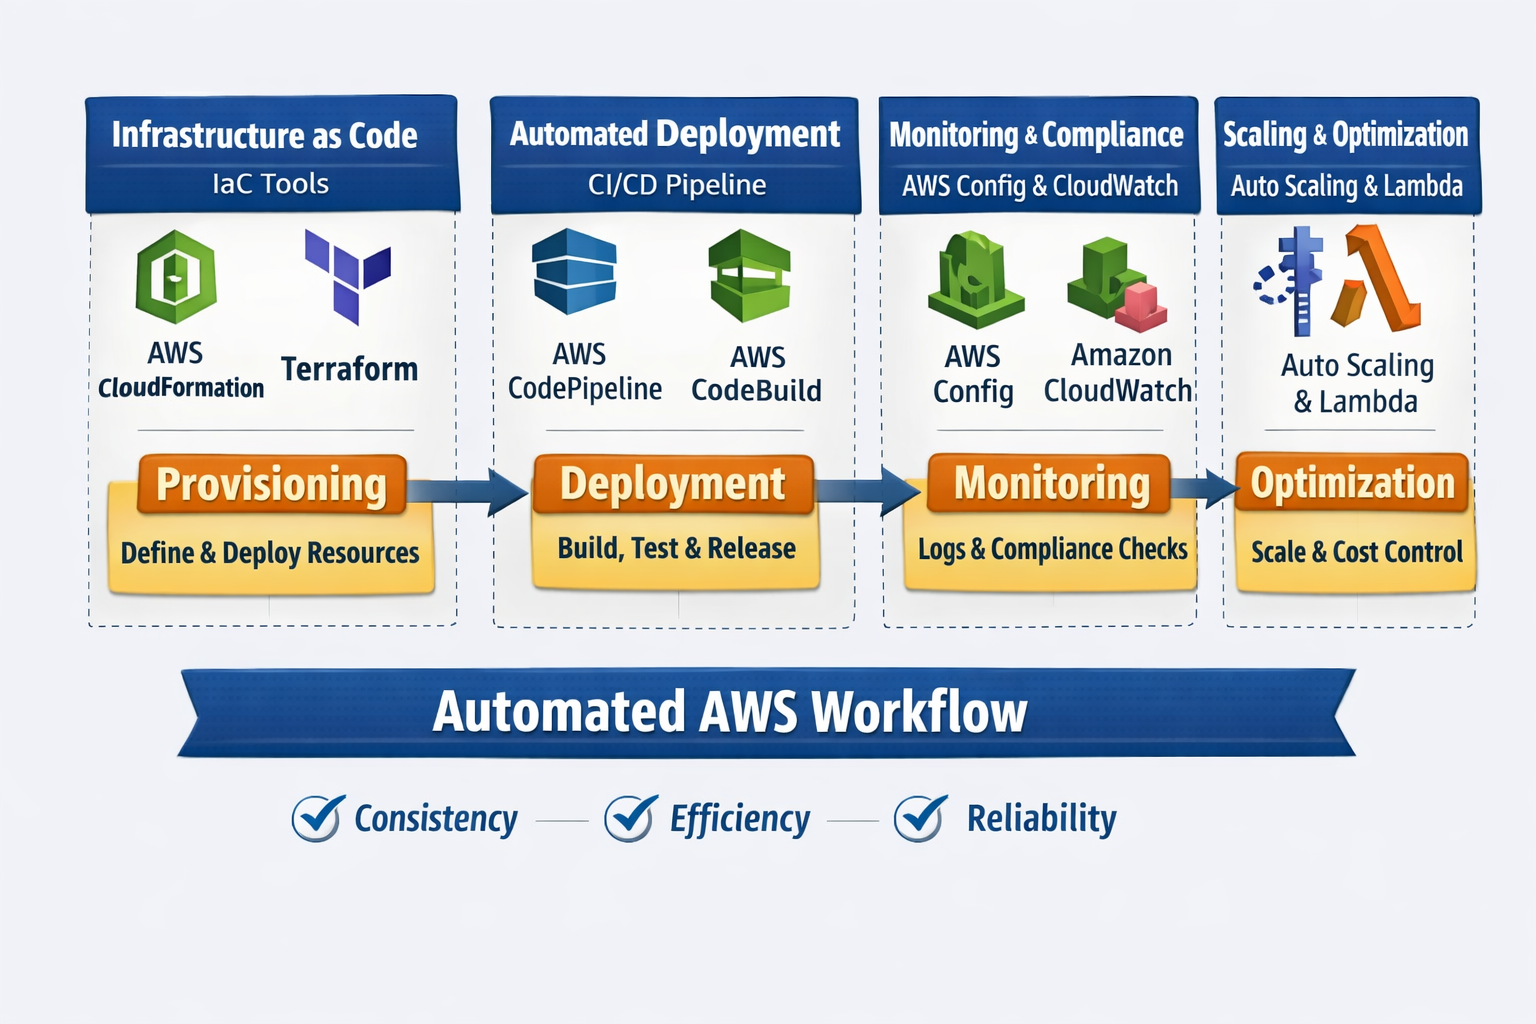 Infrastructure as Code
IaC Tools
AWS
CloudFormation
Terraform
Provisioning
Define & Deploy Resources
Automated Deployment
CI/CD Pipeline
AWS
CodePipeline
AWS
CodeBuild
Deployment
Build, Test & Release
Monitoring & Compliance
AWS Config & CloudWatch
AWS
Config
Amazon
CloudWatch
Monitoring
Logs & Compliance Checks
Scaling & Optimization
Auto Scaling & Lambda
Auto Scaling
& Lambda
Optimization
Scale & Cost Control
Automated AWS Workflow
Consistency
Efficiency
Reliability